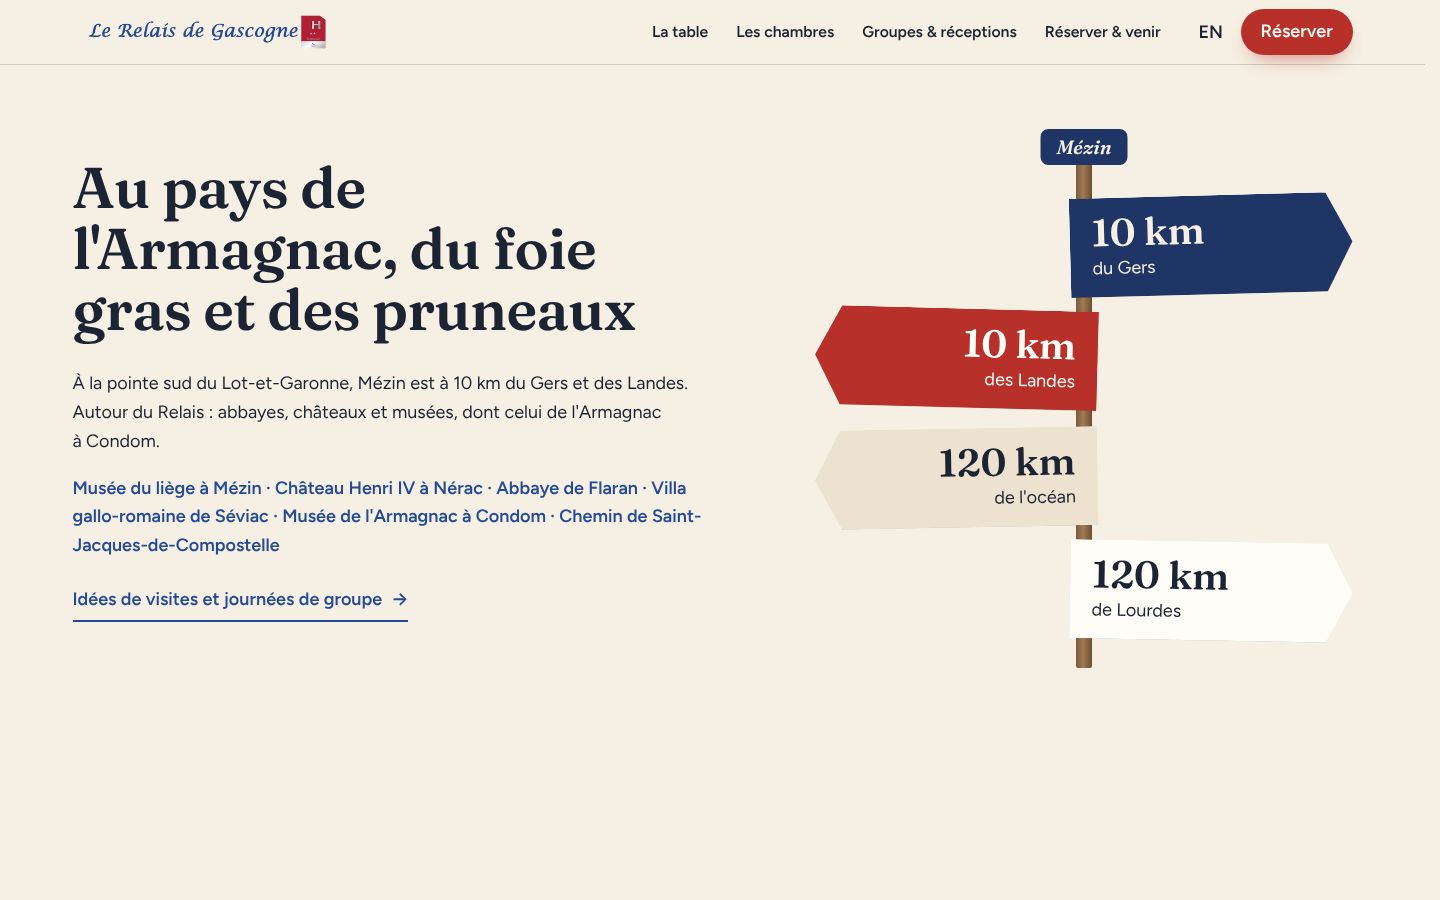 Le Relais de Gascogne
H
La table
Les chambres
Groupes & réceptions
Réserver & venir
EN
Réserver
Au pays de
l'Armagnac, du foie
gras et des pruneaux
À la pointe sud du Lot-et-Garonne, Mézin est à 10 km du Gers et des Landes.
Autour du Relais : abbayes, châteaux et musées, dont celui de l'Armagnac
à Condom.
Musée du liège à Mézin · Château Henri IV à Nérac · Abbaye de Flaran · Villa
gallo-romaine de Séviac · Musée de l'Armagnac à Condom · Chemin de Saint-
Jacques-de-Compostelle
Idées de visites et journées de groupe →
Mézin
10 km
du Gers
10 km
des Landes
120 km
de l'océan
120 km
de Lourdes